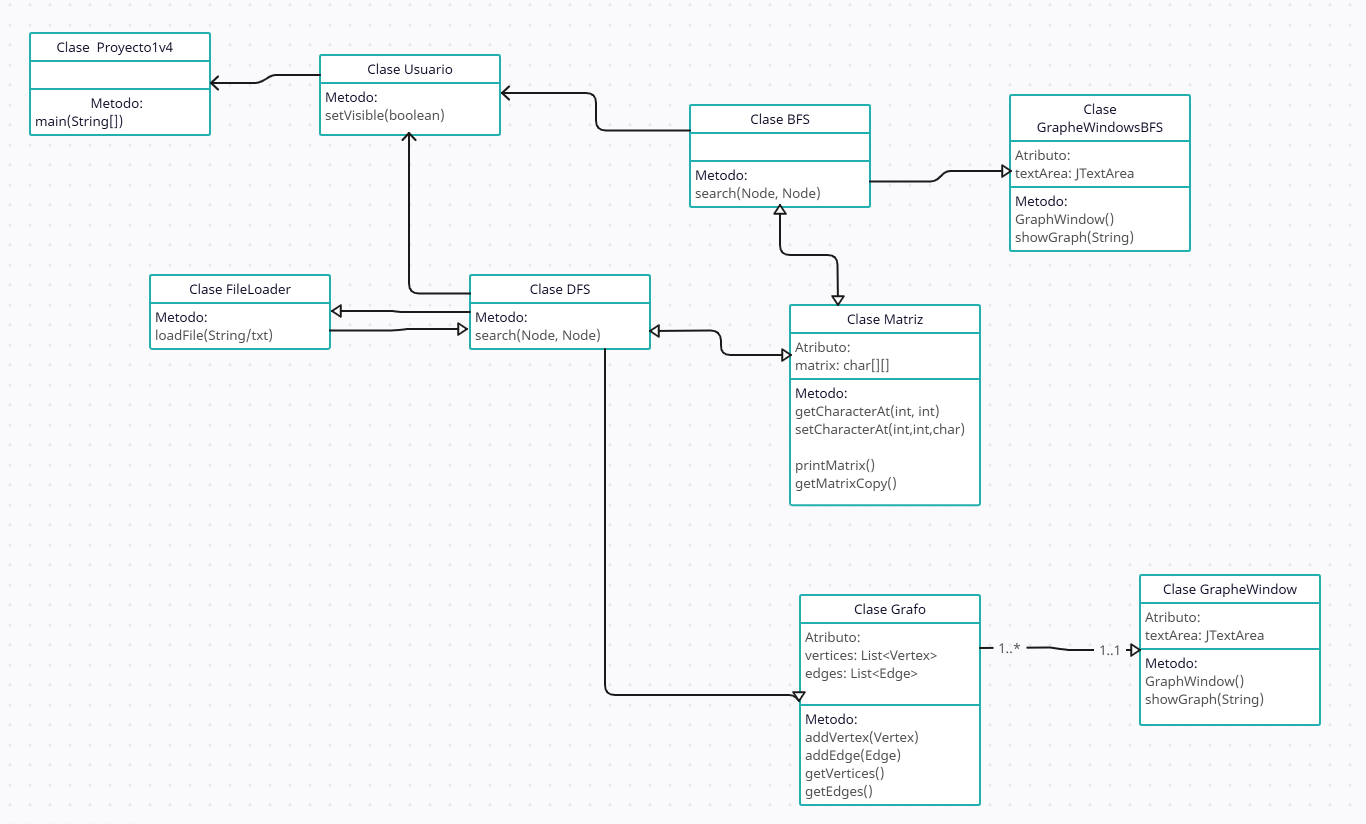 Clase  Proyecto1v4
Metodo:
main(String[])
Clase Usuario
Metodo:
setVisible(boolean)
Clase BFS
Metodo:
search(Node, Node)
Clase
GrapheWindowsBFS
Atributo:
textArea: JTextArea
Metodo:
GraphWindow()
showGraph(String)
Clase FileLoader
Metodo:
loadFile(String/txt)
Clase DFS
Metodo:
search(Node, Node)
Clase Matriz
Atributo:
matrix: char[][]
Metodo:
getCharacterAt(int, int)
setCharacterAt(int,int,char)
printMatrix()
getMatrixCopy()
Clase Grafo
Atributo:
vertices: List<Vertex>
edges: List<Edge>
Metodo:
addVertex(Vertex)
addEdge(Edge)
getVertices()
getEdges()
1..*
1..1
Clase GrapheWindow
Atributo:
textArea: JTextArea
Metodo:
GraphWindow()
showGraph(String)